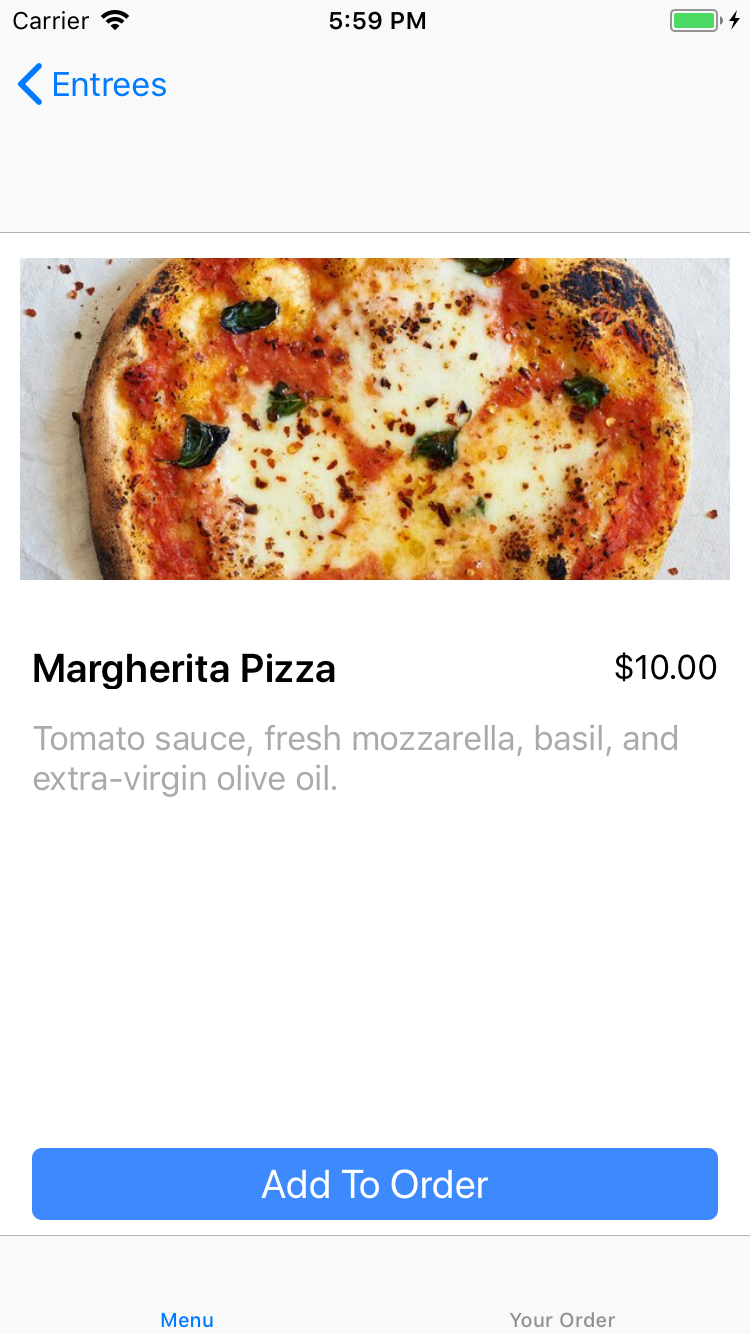 Carrier 5:59 PM
Entrees
Margherita Pizza $10.00
Tomato sauce, fresh mozzarella, basil, and
extra-virgin olive oil.
Add To Order
Menu Your Order